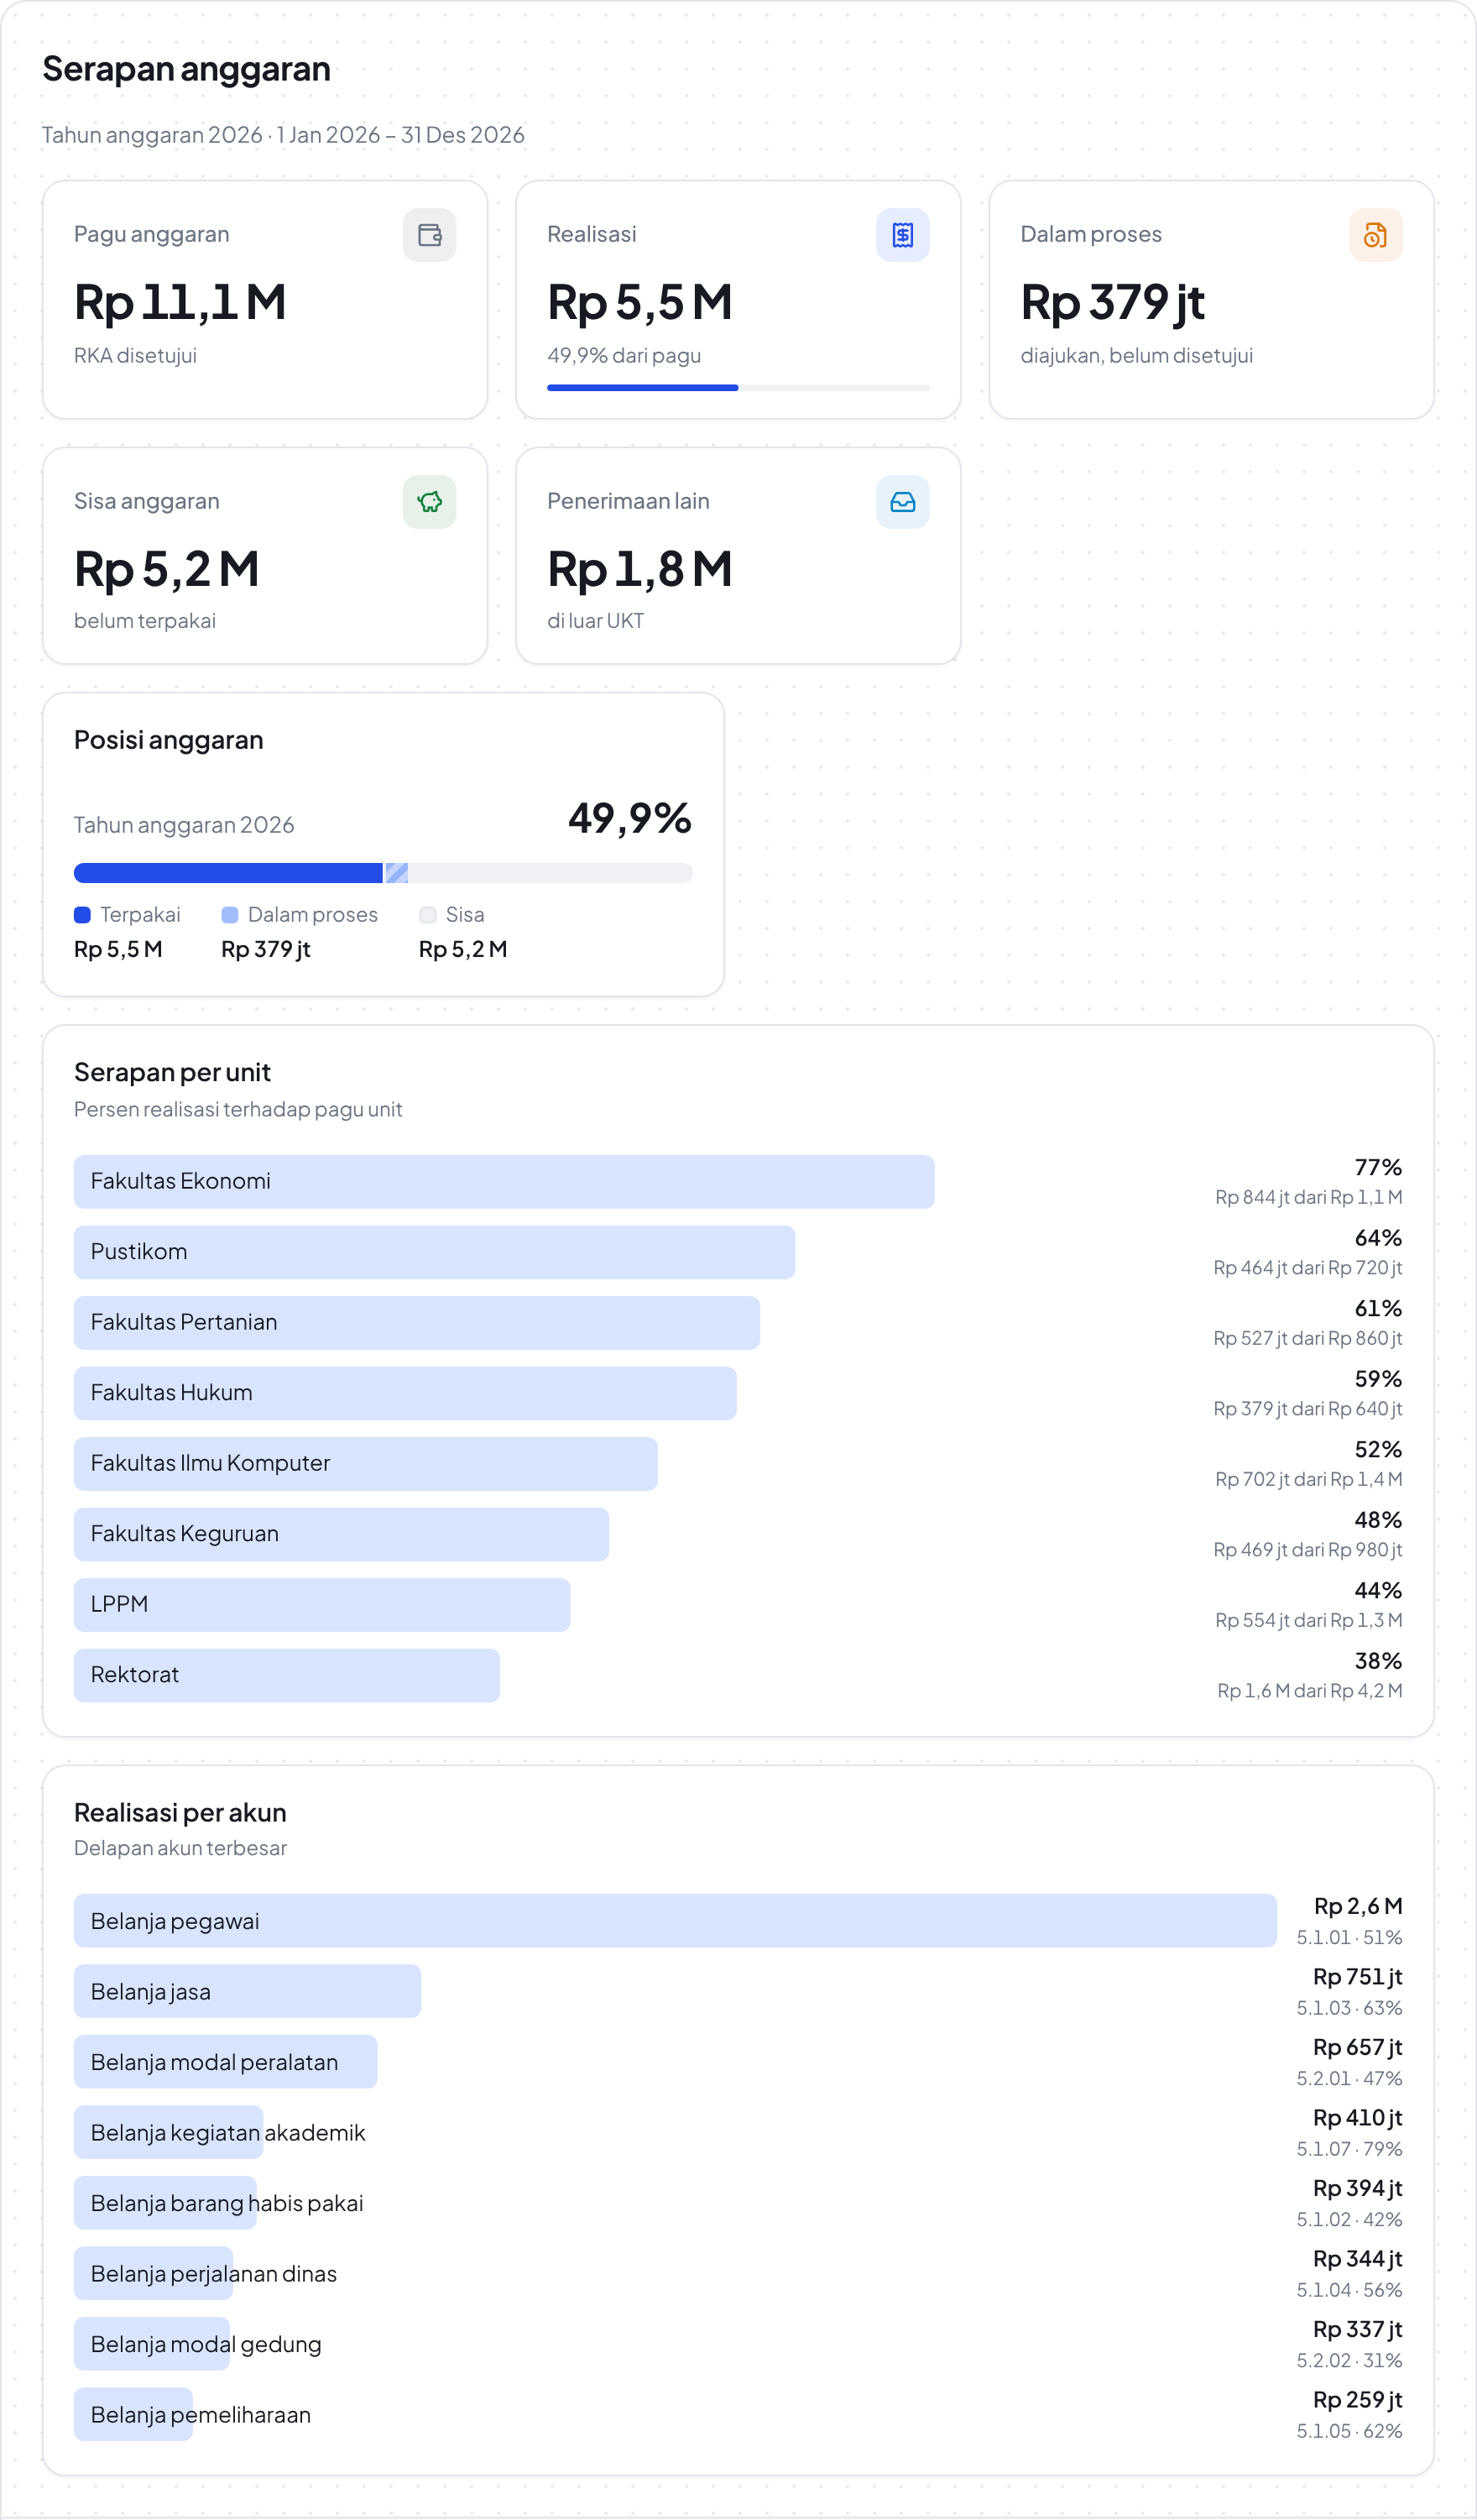 Serapan anggaran
Tahun anggaran 2026 · 1 Jan 2026 – 31 Des 2026
Pagu anggaran
Rp 11,1 M
RKA disetujui
Realisasi
Rp 5,5 M
49,9% dari pagu
Dalam proses
Rp 379 jt
diajukan, belum disetujui
Sisa anggaran
Rp 5,2 M
belum terpakai
Penerimaan lain
Rp 1,8 M
di luar UKT
Posisi anggaran
Tahun anggaran 2026
49,9%
Terpakai
Rp 5,5 M
Dalam proses
Rp 379 jt
Sisa
Rp 5,2 M
Serapan per unit
Persen realisasi terhadap pagu unit
Fakultas Ekonomi
77%
Rp 844 jt dari Rp 1,1 M
Pustikom
64%
Rp 464 jt dari Rp 720 jt
Fakultas Pertanian
61%
Rp 527 jt dari Rp 860 jt
Fakultas Hukum
59%
Rp 379 jt dari Rp 640 jt
Fakultas Ilmu Komputer
52%
Rp 702 jt dari Rp 1,4 M
Fakultas Keguruan
48%
Rp 469 jt dari Rp 980 jt
LPPM
44%
Rp 554 jt dari Rp 1,3 M
Rektorat
38%
Rp 1,6 M dari Rp 4,2 M
Realisasi per akun
Delapan akun terbesar
Belanja pegawai
Rp 2,6 M
5.1.01 · 51%
Belanja jasa
Rp 751 jt
5.1.03 · 63%
Belanja modal peralatan
Rp 657 jt
5.2.01 · 47%
Belanja kegiatan akademik
Rp 410 jt
5.1.07 · 79%
Belanja barang habis pakai
Rp 394 jt
5.1.02 · 42%
Belanja perjalanan dinas
Rp 344 jt
5.1.04 · 56%
Belanja modal gedung
Rp 337 jt
5.2.02 · 31%
Belanja pemeliharaan
Rp 259 jt
5.1.05 · 62%